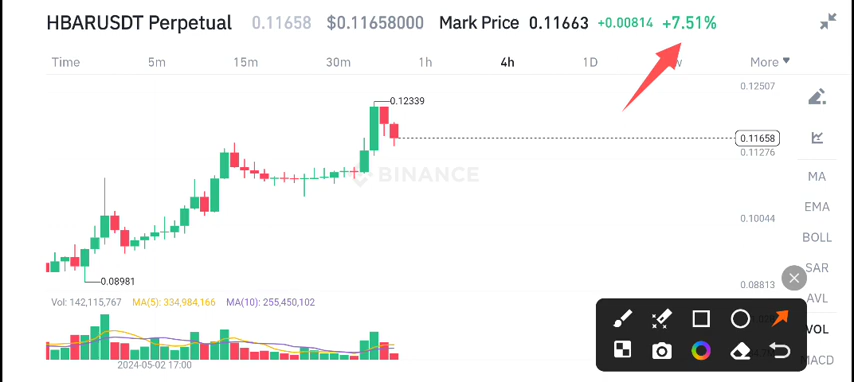 HBARUSDT Perpetual 0.11658 $0.11658000 Mark Price 0.11663 +0.00814 +7.51%
Time 5m 15m 30m 1h 4h 1D More
0.12507
0.12339
0.11658
0.11276
BINANCE
MA
EMA
0.10044
BOLL
SAR
0.08981
0.08813
AVL
Vol: 142,115,767 MA(5): 334,984,166 MA(10): 255,450,102
VOL
MACD
2024-05-02 17:00